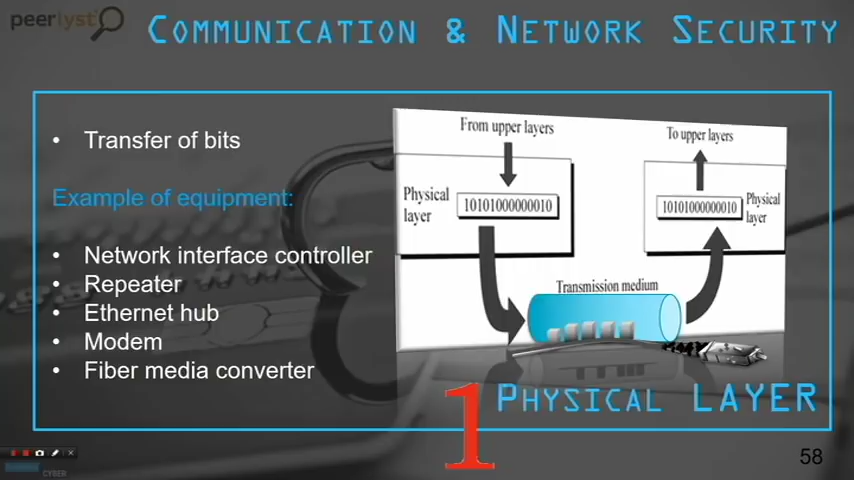 peerlyst
COMMUNICATION & NETWORK SECURITY
• Transfer of bits
Example of equipment:
• Network interface controller
• Repeater
• Ethernet hub
• Modem
• Fiber media converter
From upper layers
To upper layers
Physical layer
10101000000010
10101000000010
Physical layer
Transmission medium
1 PHYSICAL LAYER
58
CYBER